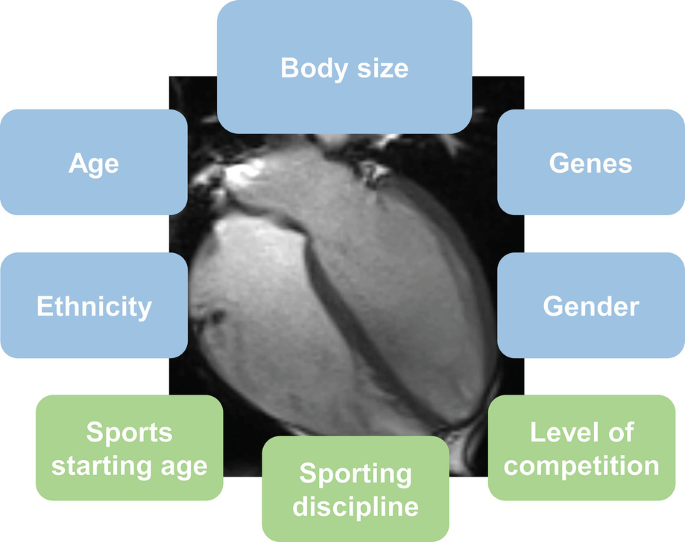 Body size
Age
Genes
Ethnicity
Gender
Sports
starting age
Level of
competition
Sporting
discipline